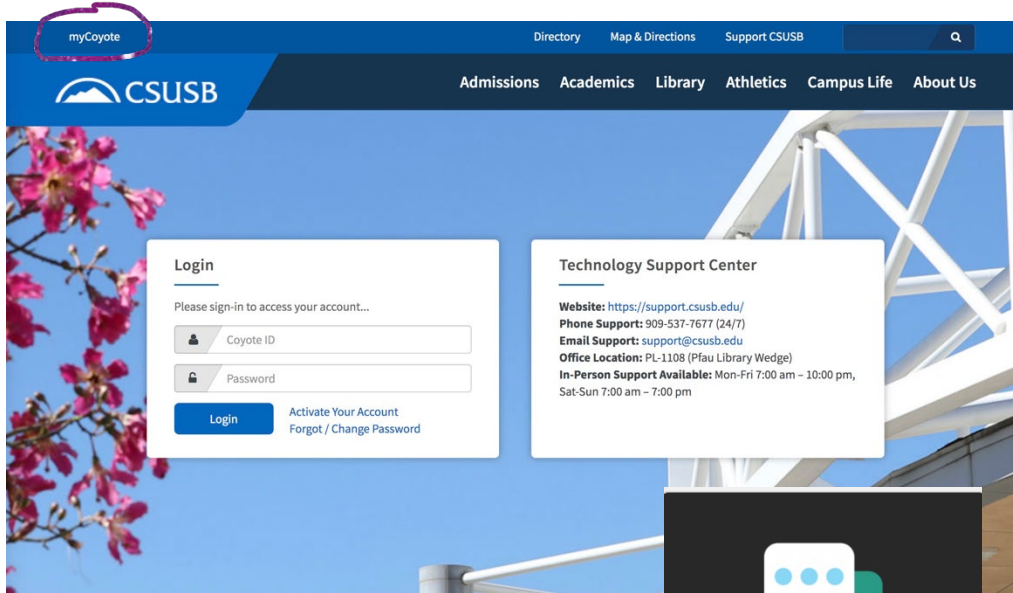 myCoyote
Directory
Map & Directions
Support CSUSB
CSUSB
Admissions
Academics
Library
Athletics
Campus Life
About Us
Login
Please sign-in to access your account...
Coyote ID
Password
Login
Activate Your Account
Forgot / Change Password
Technology Support Center
Website: https://support.csusb.edu/
Phone Support: 909-537-7677 (24/7)
Email Support: support@csusb.edu
Office Location: PL-1108 (Pfau Library Wedge)
In-Person Support Available: Mon-Fri 7:00 am – 10:00 pm,
Sat-Sun 7:00 am – 7:00 pm